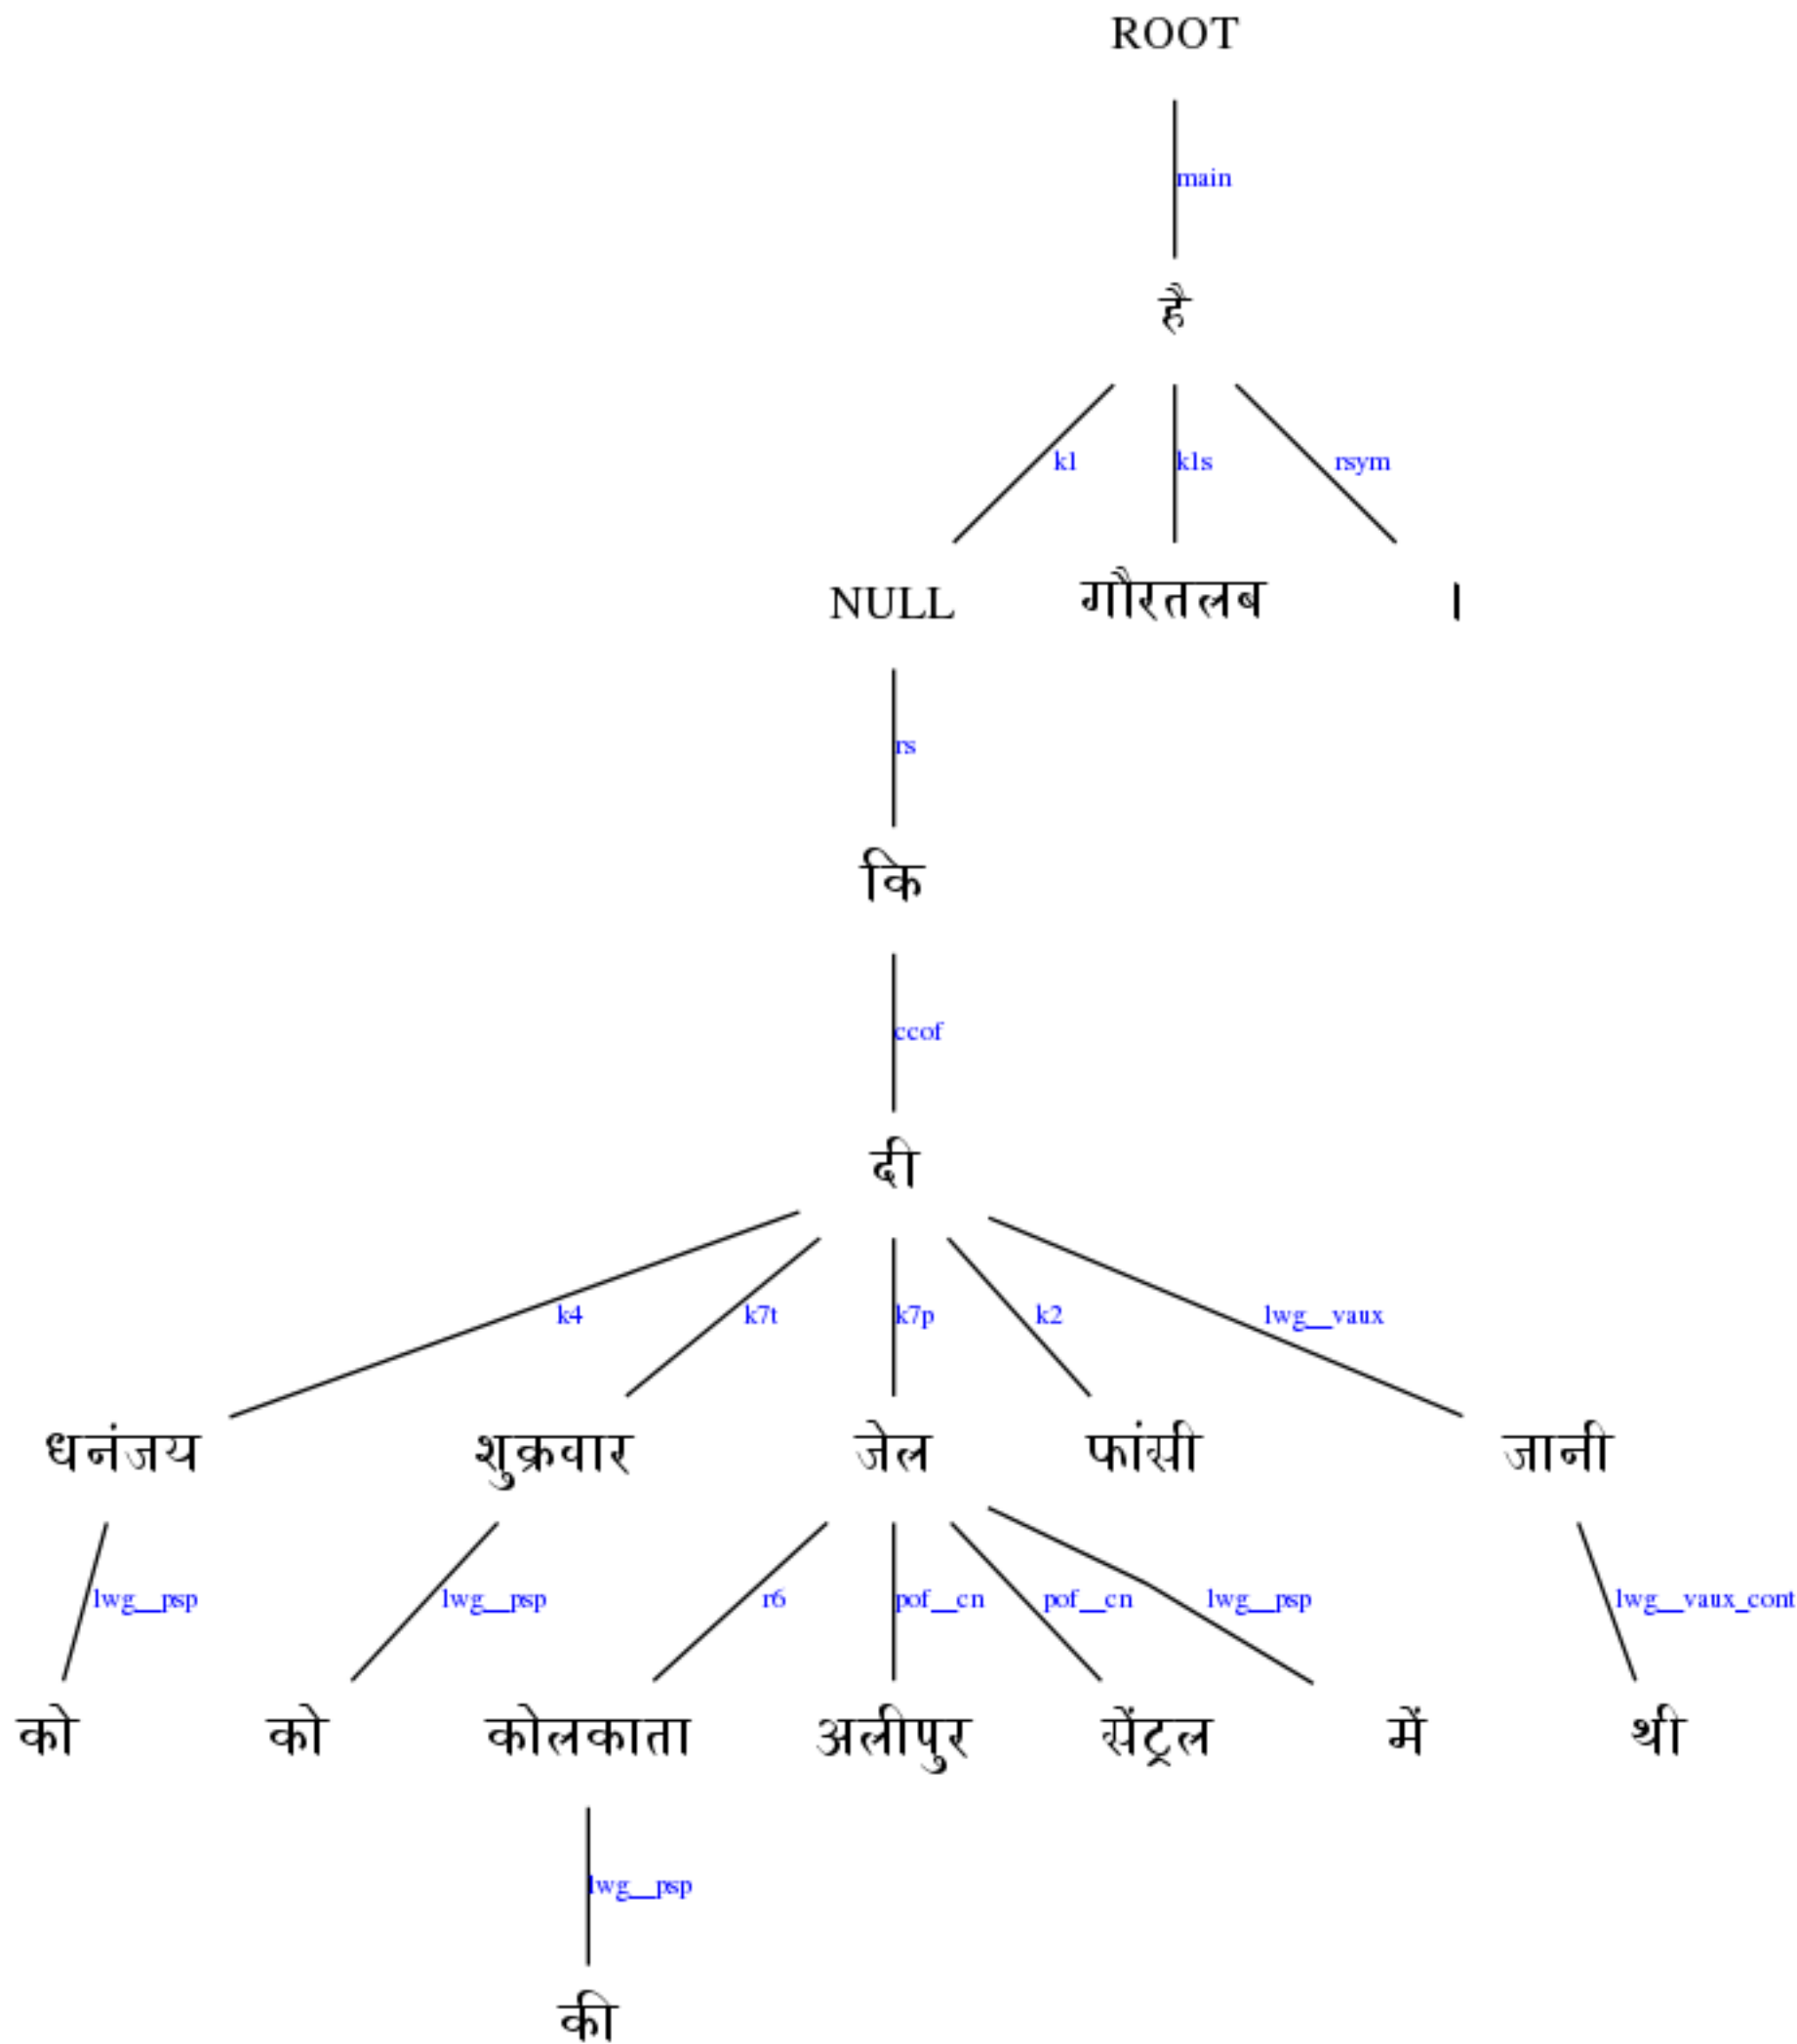 ROOT
main
है
k1 k1s rsym
NULL गौरतलब ।
rs
कि
ccof
दी
k4 k7t k7p k2 lwg__vaux
धनंजय शुक्रवार जेल फांसी जानी
lwg__psp lwg__psp r6 pof__cn pof__cn lwg__psp lwg__vaux_cont
को को कोलकाता अलीपुर सेंट्रल में थी
lwg__psp
की